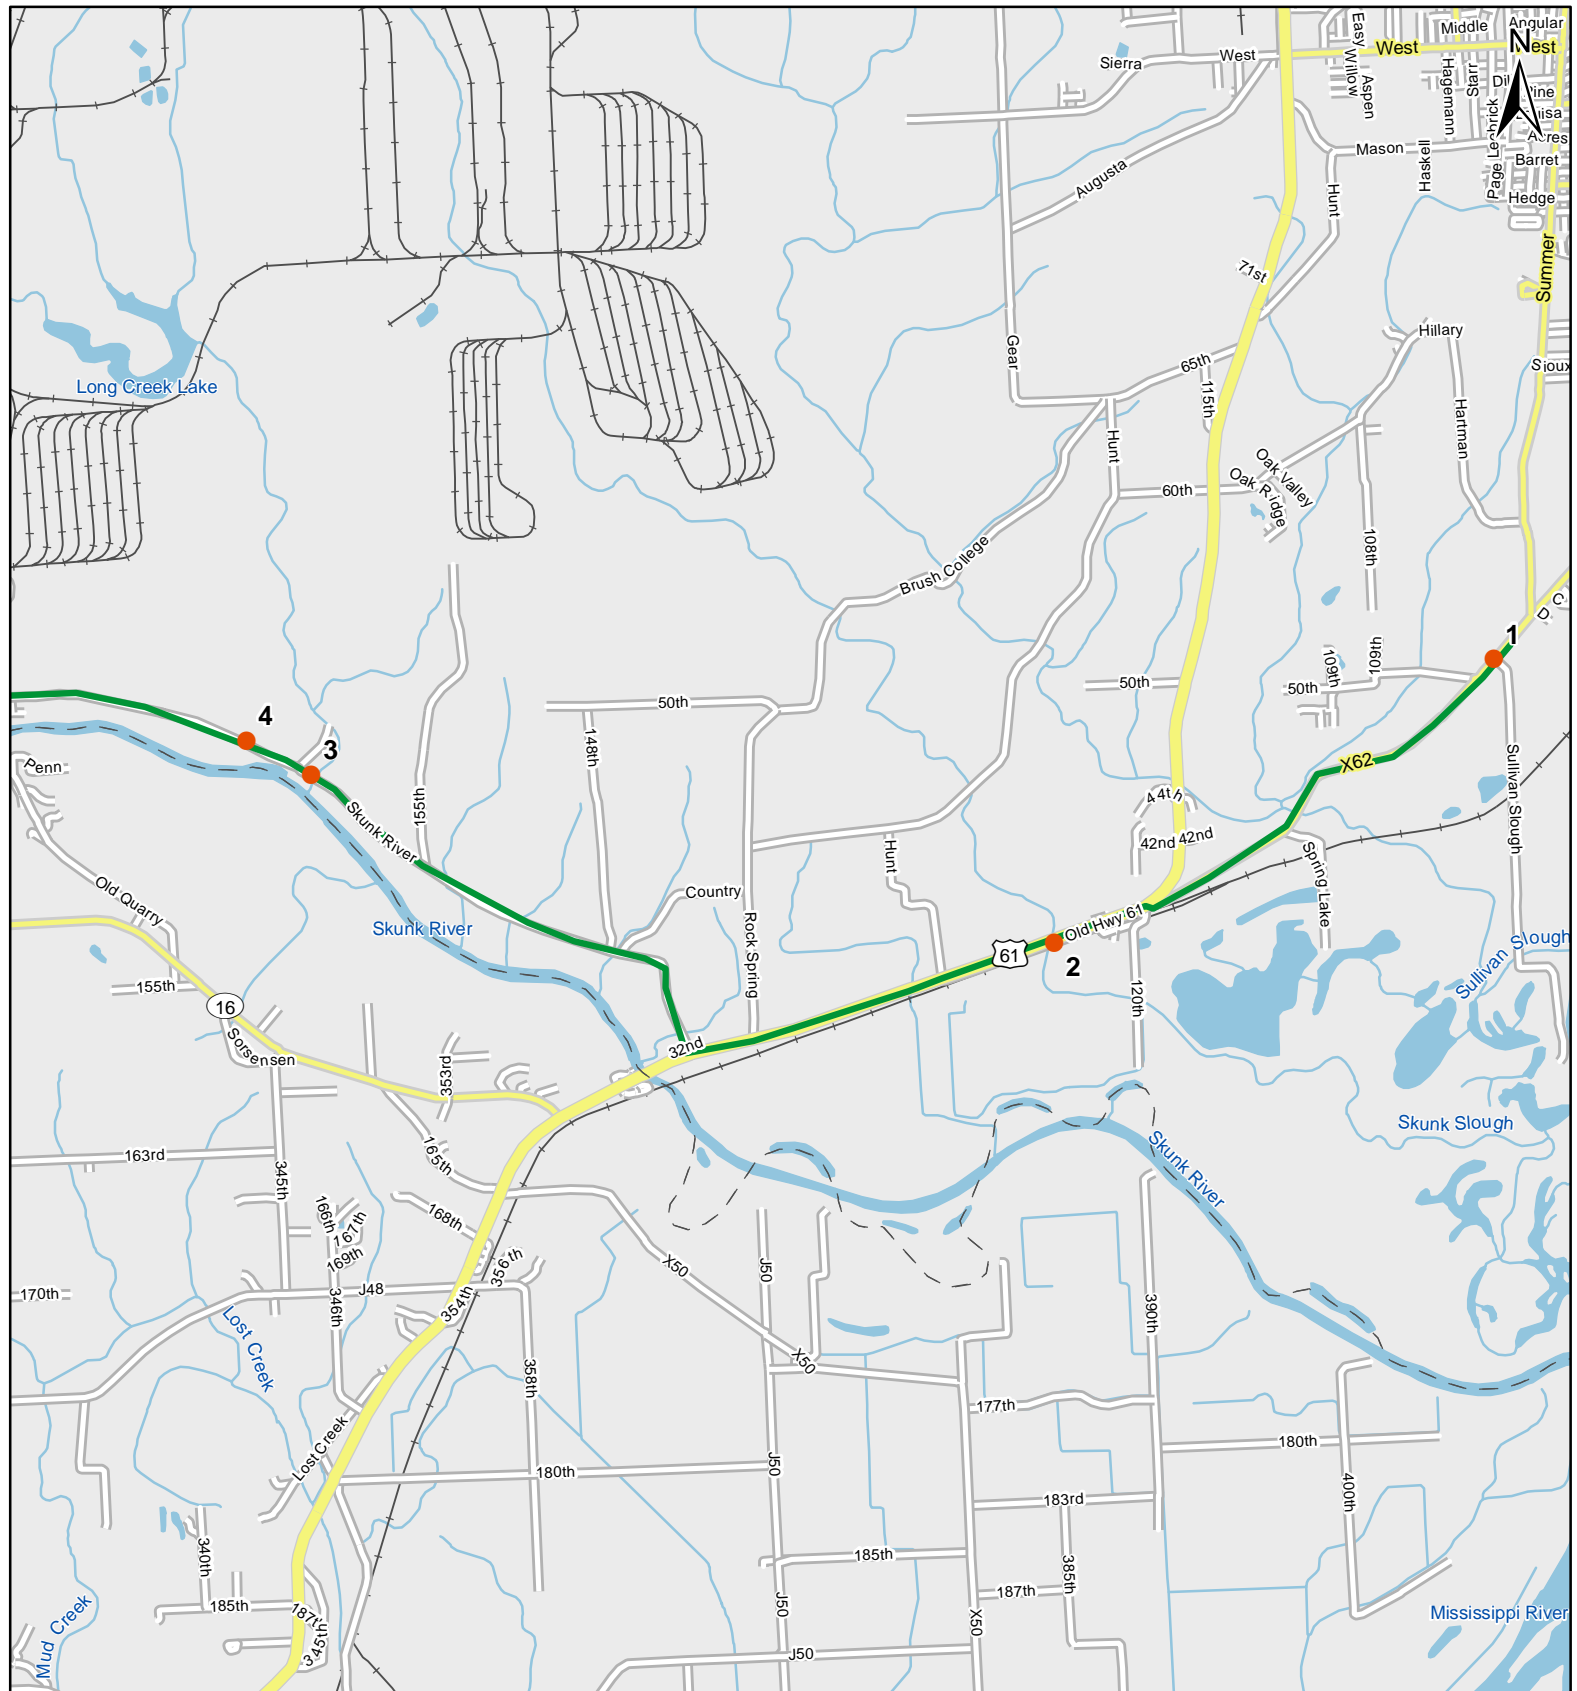 Middle
Angular
N
Easy
West
West
Sierra
West
Willow
Aspen
Hagemann
Starr
Pine
Acres
Mason
Haskell
Page
Barret
Augusta
Hunt
Hedge
71st
Summer
Hillary
Long Creek Lake
Gear
65th
115th
Sioux
Hartman
Hunt
Oak Valley
60th
Oak Ridge
108th
Brush College
D C
1
109th
109th
50th
50th
50th
4
3
148th
Penn
X62
Sullivan Slough
155th
44th
Skunk River
42nd
42nd
Hunt
Spring Lake
Old Quarry
Country
Skunk River
Rock Spring
Old Hwy 61
61
2
Sullivan Slough
155th
16
120th
Sorsensen
32nd
353rd
Skunk Slough
163rd
165th
345th
Skunk River
166th
167th
168th
169th
356th
X50
J50
170th
J48
346th
354th
390th
Lost Creek
358th
X50
177th
Lost Creek
180th
180th
J50
183rd
400th
340th
185th
385th
187th
185th
187th
345th
J50
X50
Mississippi River
Mud Creek
J50